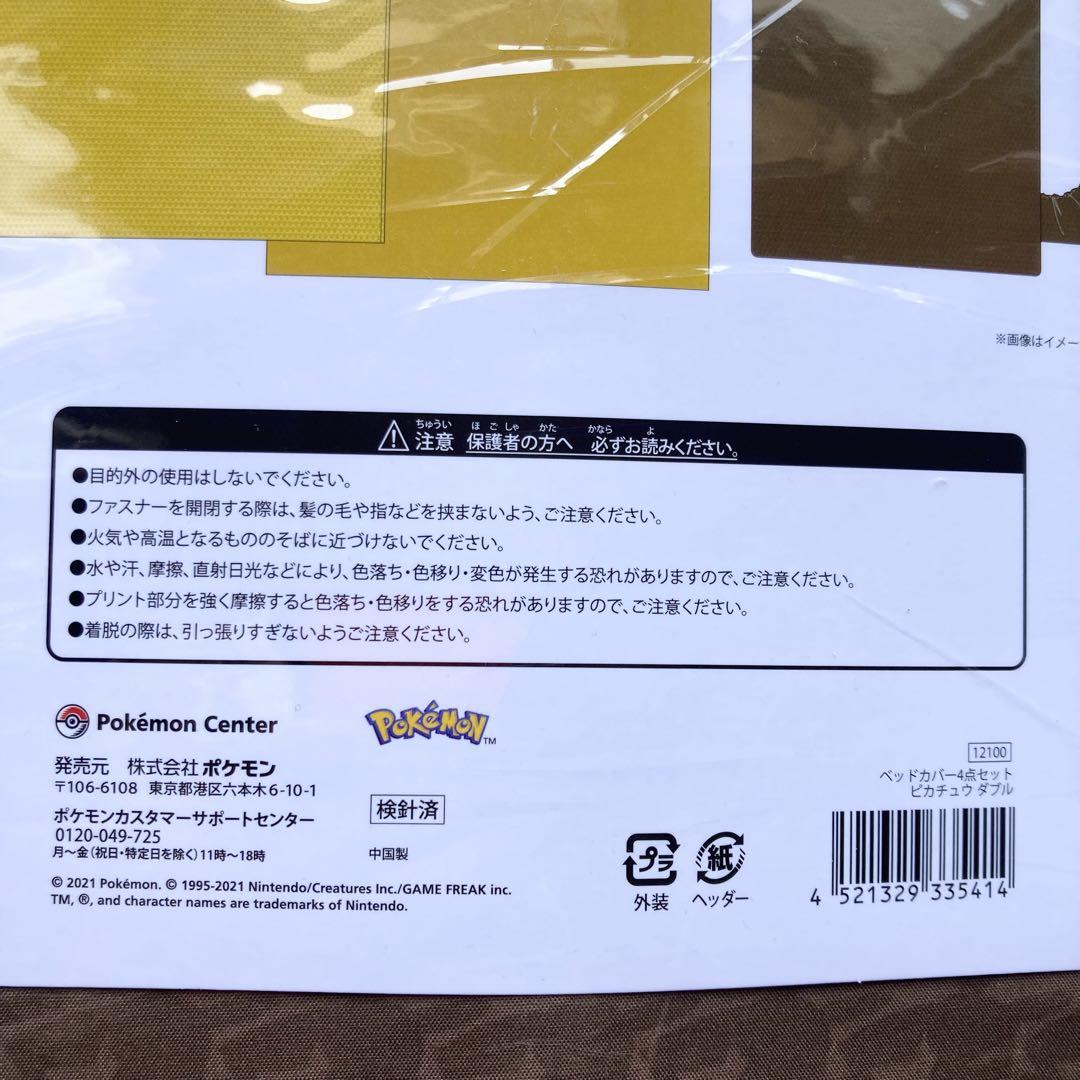 ※画像はイメー
ちゅうい ほごしゃ かた かなら よ
注意 保護者の方へ 必ずお読みください。
●目的外の使用はしないでください。
●ファスナーを開閉する際は、髪の毛や指などを挟まないよう、ご注意ください。
●火気や高温となるもののそばに近づけないでください。
●水や汗、摩擦、直射日光などにより、色落ち・色移り・変色が発生する恐れがありますので、ご注意ください。
●プリント部分を強く摩擦すると色落ち・色移りをする恐れがありますので、ご注意ください。
●着脱の際は、引っ張りすぎないようご注意ください。
Pokémon Center
POKÉMON™
発売元 株式会社ポケモン
〒106-6108 東京都港区六本木6-10-1
ポケモンカスタマーサポートセンター
0120-049-725
月〜金(祝日・特定日を除く)11時〜18時
検針済
中国製
© 2021 Pokémon. © 1995-2021 Nintendo/Creatures Inc./GAME FREAK inc.
TM, ®, and character names are trademarks of Nintendo.
プラ
外装
紙
ヘッダー
12100
ベッドカバー4点セット
ピカチュウ ダブル
4 521329 335414